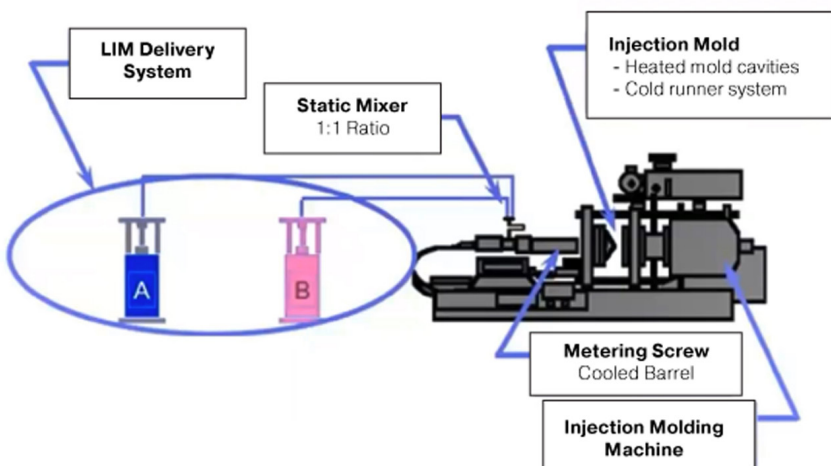 LIM Delivery
System
Static Mixer
1:1 Ratio
Injection Mold
- Heated mold cavities
- Cold runner system
A
B
Metering Screw
Cooled Barrel
Injection Molding
Machine